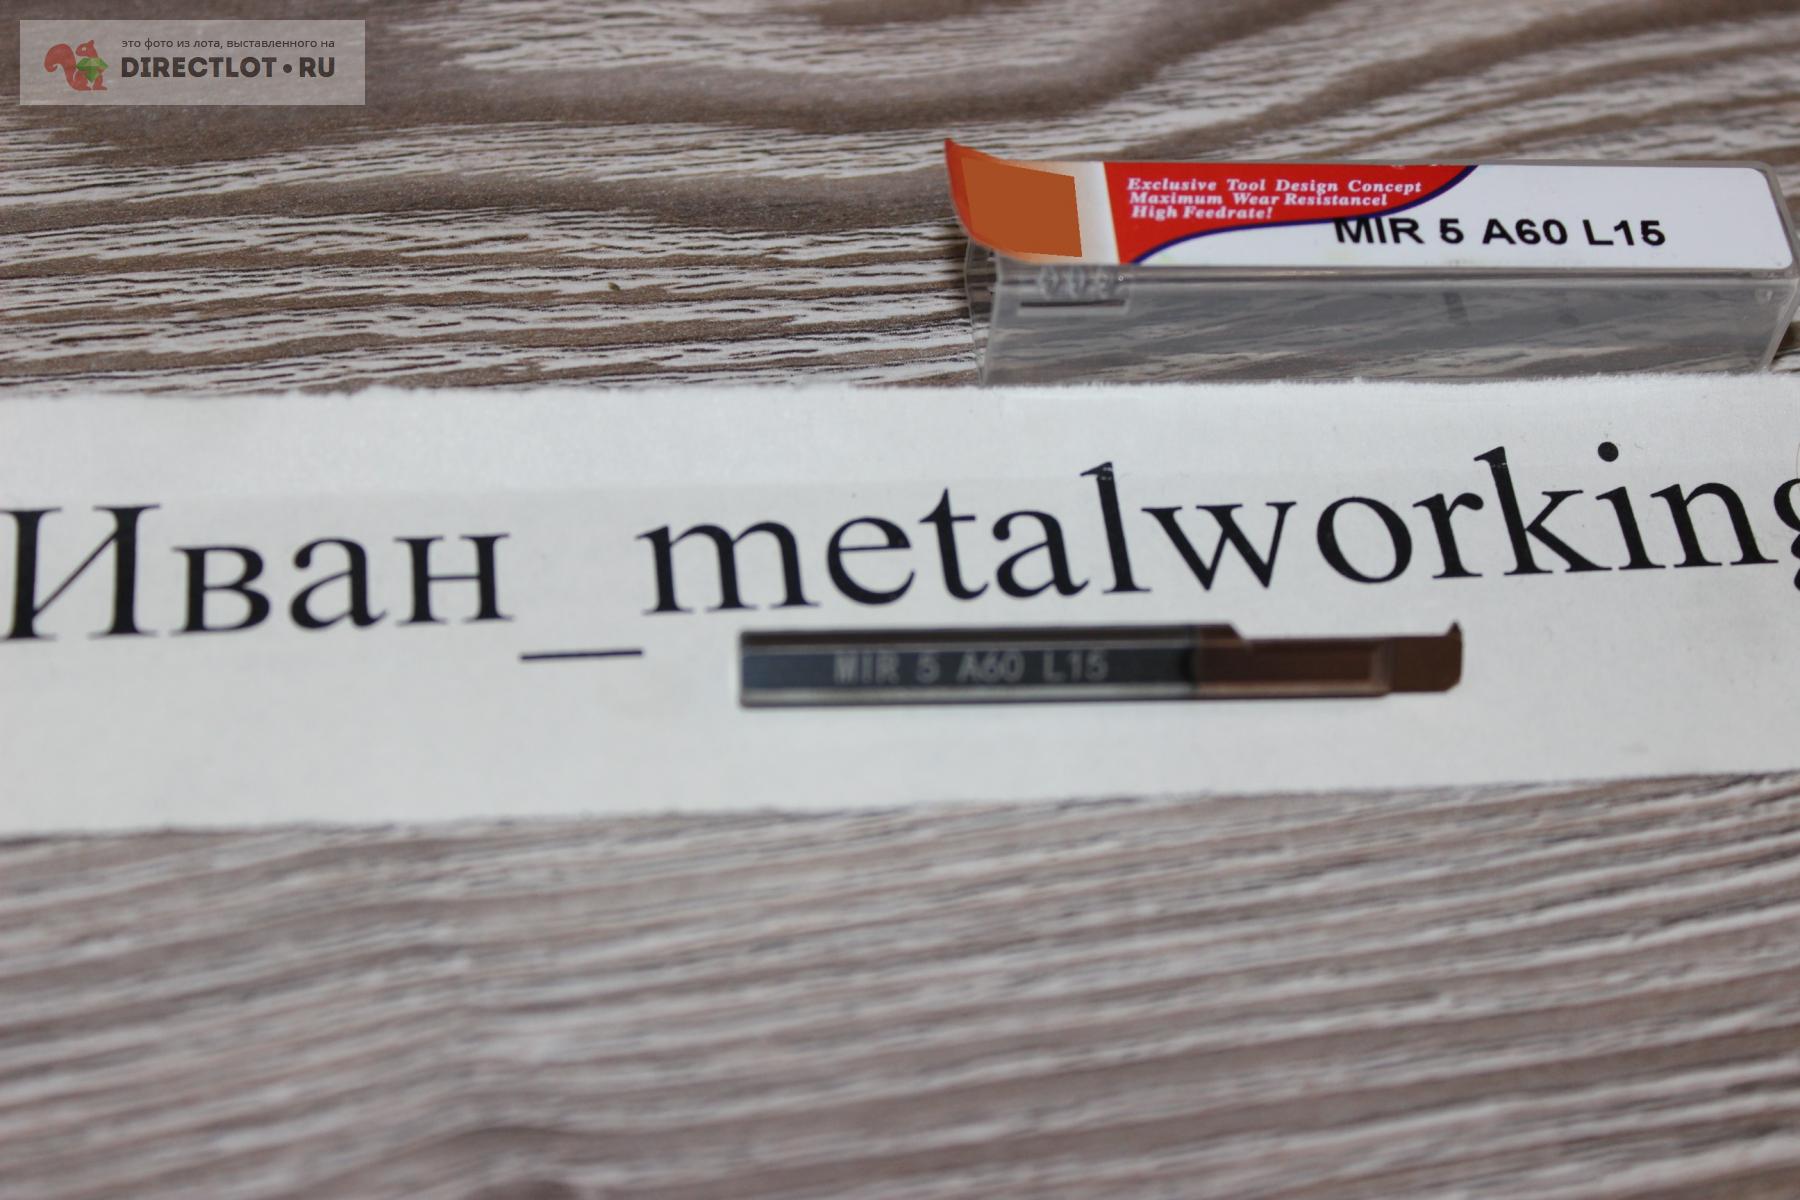 это фото из лота, выставленного на
DIRECTLOT•RU
Exclusive Tool Design Concept
Maximum Wear Resistancel
High Feedrate!
MIR 5 A60 L15
Иван_metalworking
MIR 5 A60 L15